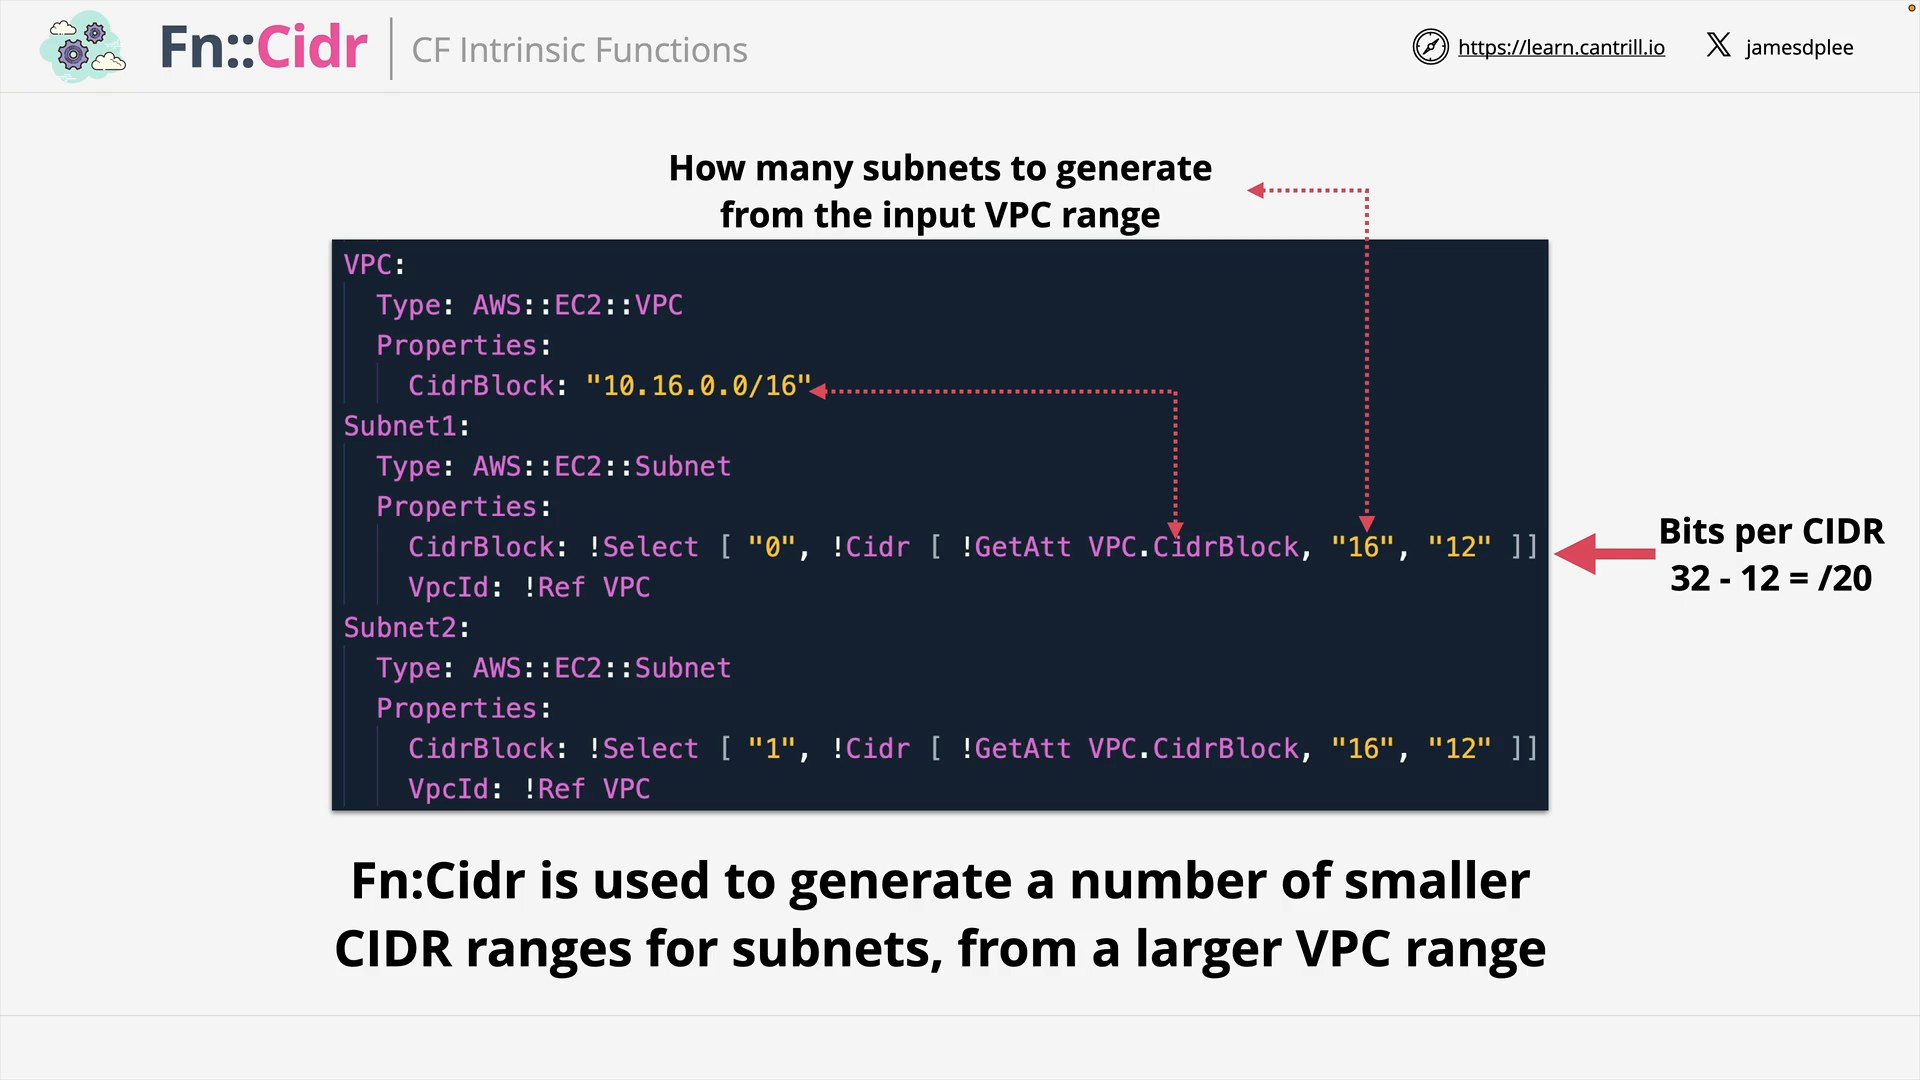 Fn::Cidr
CF Intrinsic Functions
https://learn.cantrill.io
jamesdplee
How many subnets to generate
from the input VPC range
VPC:
Type: AWS::EC2::VPC
Properties:
CidrBlock: "10.16.0.0/16"
Subnet1:
Type: AWS::EC2::Subnet
Properties:
CidrBlock: !Select [ "0", !Cidr [ !GetAtt VPC.CidrBlock, "16", "12" ]]
VpcId: !Ref VPC
Subnet2:
Type: AWS::EC2::Subnet
Properties:
CidrBlock: !Select [ "1", !Cidr [ !GetAtt VPC.CidrBlock, "16", "12" ]]
VpcId: !Ref VPC
Bits per CIDR
32 - 12 = /20
Fn:Cidr is used to generate a number of smaller
CIDR ranges for subnets, from a larger VPC range